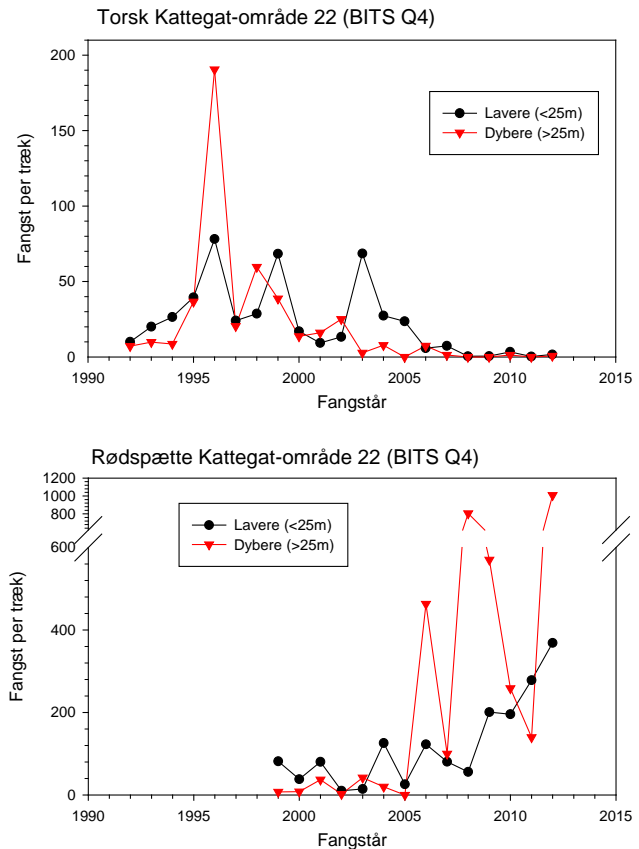 Torsk Kattegat-område 22 (BITS Q4)
200
150
100
50
0
Fangst per træk)
Lavere (<25m)
Dybere (>25m)
1990 1995 2000 2005 2010 2015
Fangstår
Rødspætte Kattegat-område 22 (BITS Q4)
1200
1000
800
600
400
200
0
Fangst per træk)
Lavere (<25m)
Dybere (>25m)
1990 1995 2000 2005 2010 2015
Fangstår